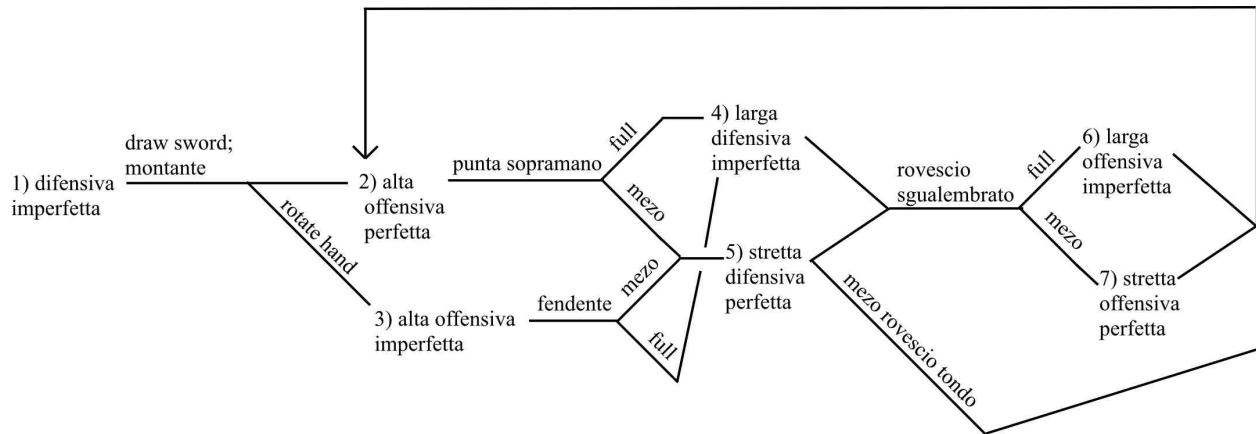 draw sword;
montante
1) difensiva
imperfetta
rotate hand
2) alta
offensiva
perfetta
3) alta offensiva
imperfetta
punta sopramano
full
mezo
fendente
mezo
full
4) larga
difensiva
imperfetta
5) stretta
difensiva
perfetta
rovescio
sgualembrato
full
mezo
mezo rovescio tondo
6) larga
offensiva
imperfetta
7) stretta
offensiva
perfetta